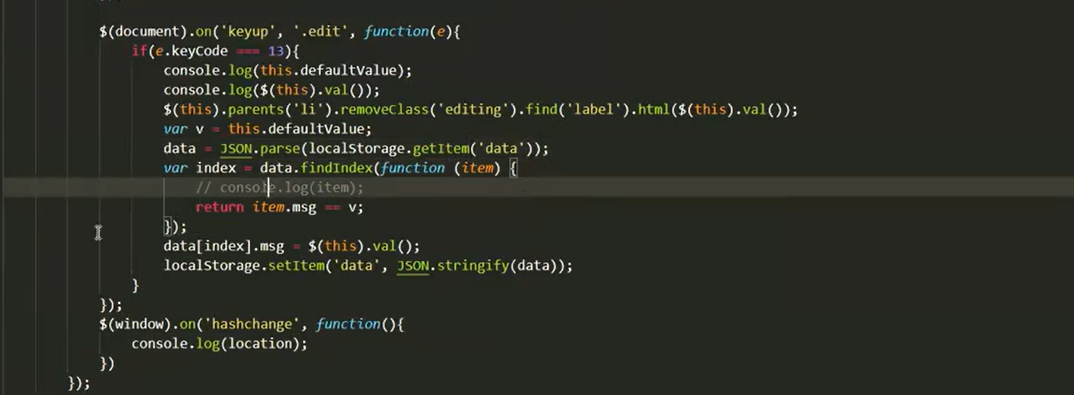 $(document).on('keyup', '.edit', function(e){
if(e.keyCode === 13){
console.log(this.defaultValue);
console.log($(this).val());
$(this).parents('li').removeClass('editing').find('label').html($(this).val());
var v = this.defaultValue;
data = JSON.parse(localStorage.getItem('data'));
var index = data.findIndex(function (item) {
// console.log(item);
return item.msg == v;
});
data[index].msg = $(this).val();
localStorage.setItem('data', JSON.stringify(data));
}
});
$(window).on('hashchange', function(){
console.log(location);
})
});